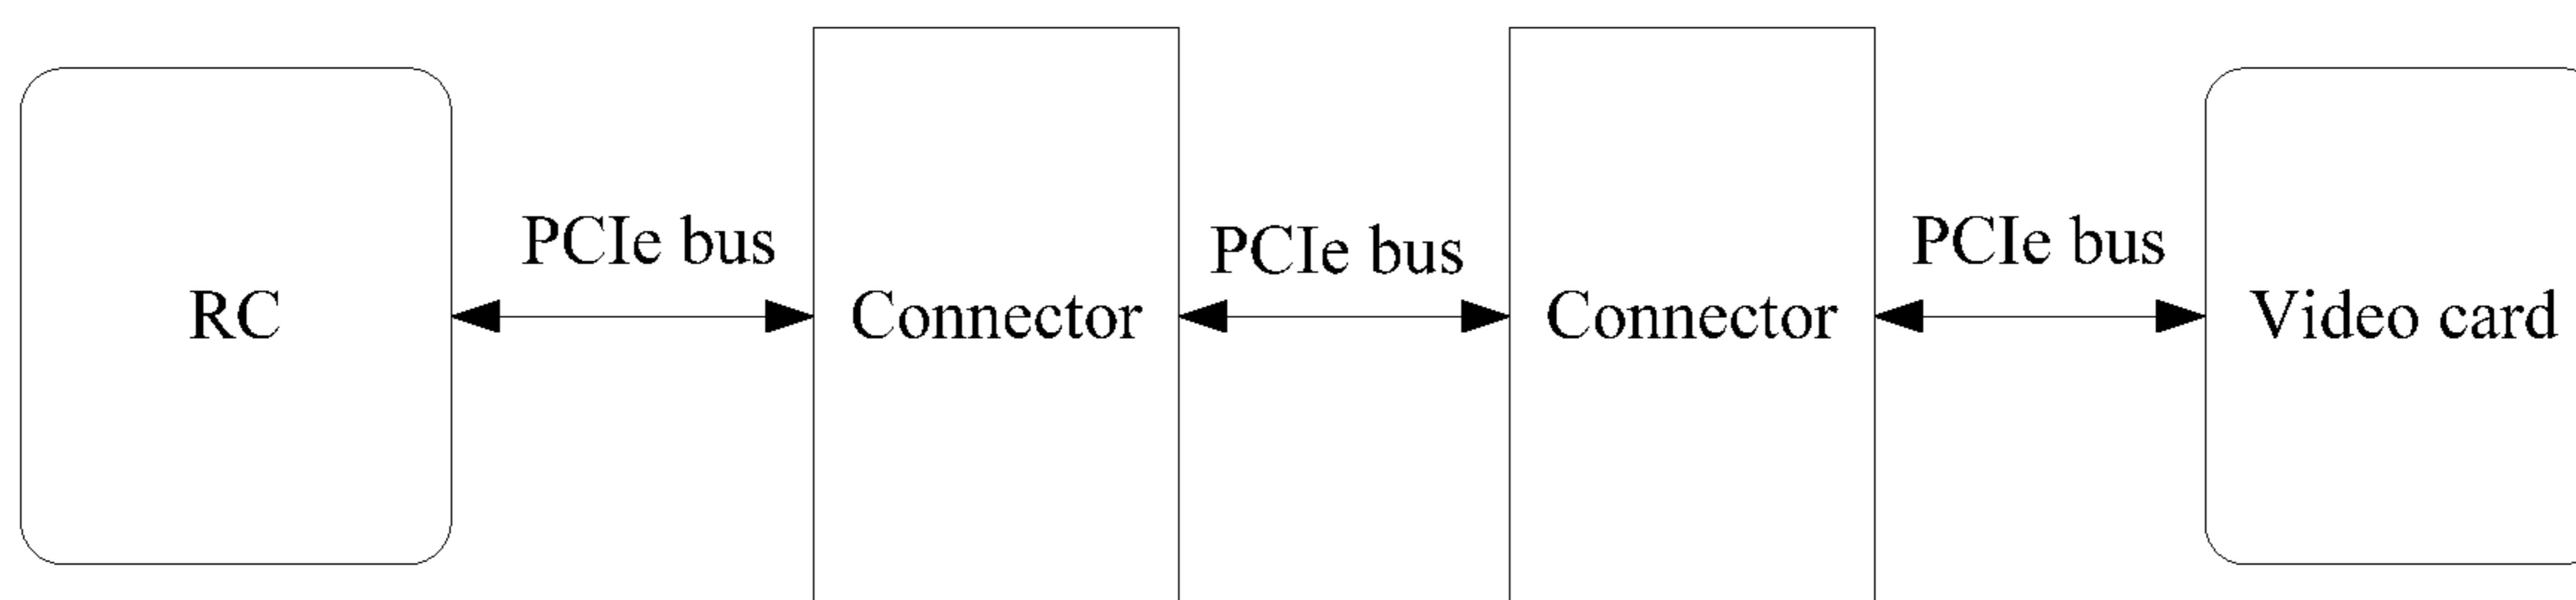 PCIe bus
PCIe bus
PCIe bus
RC
Connector
Connector
Video card